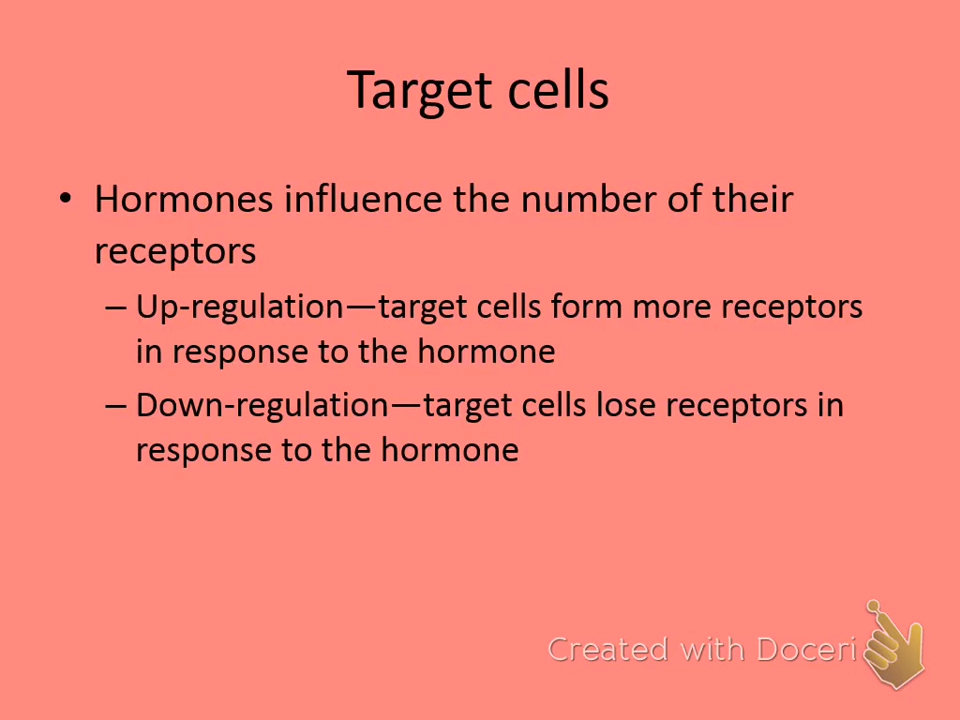 Target cells
• Hormones influence the number of their
receptors
– Up-regulation—target cells form more receptors
in response to the hormone
– Down-regulation—target cells lose receptors in
response to the hormone
Created with Doceri